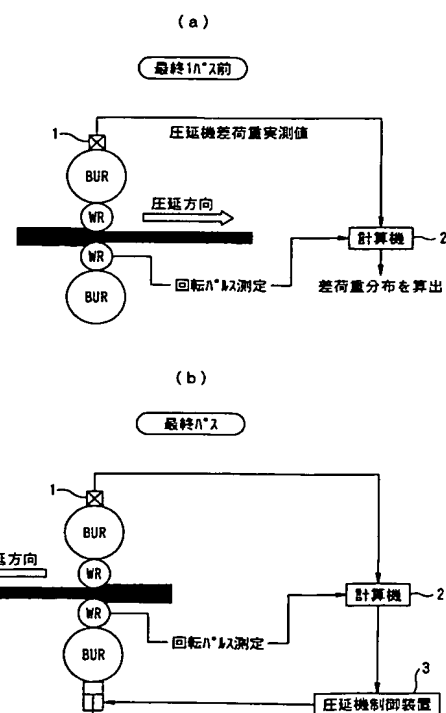 (a)
最終1パス前
1
圧延機差荷重実測値
BUR
圧延方向
WR
計算機
2
WR
回転パルス測定
差荷重分布を算出
BUR
(b)
最終パス
1
BUR
延方向
WR
計算機
2
WR
回転パルス測定
BUR
3
圧延機制御装置